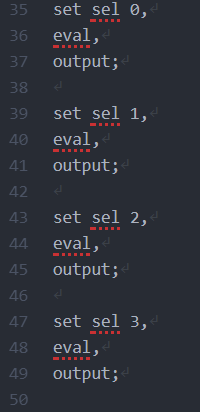 35 set sel 0,
36 eval,
37 output;
38
39 set sel 1,
40 eval,
41 output;
42
43 set sel 2,
44 eval,
45 output;
46
47 set sel 3,
48 eval,
49 output;
50